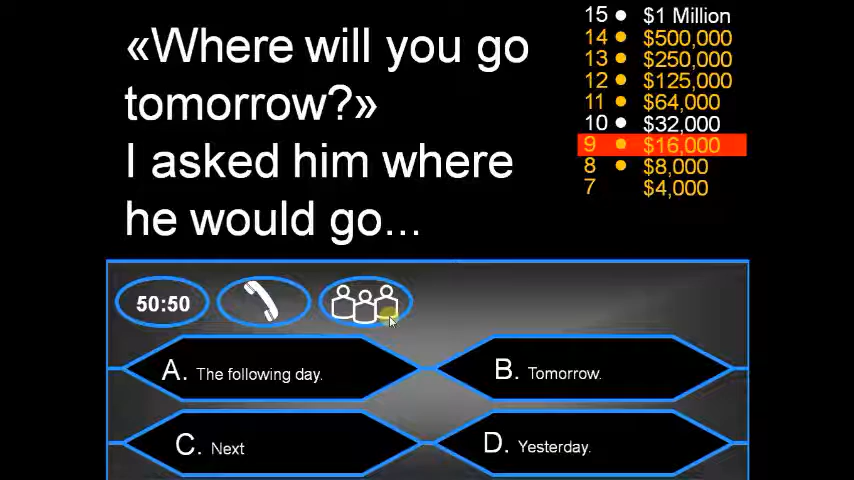 «Where will you go
tomorrow?»
I asked him where
he would go...
15 ● $1 Million
14 ● $500,000
13 ● $250,000
12 ● $125,000
11 ● $64,000
10 ● $32,000
9 ● $16,000
8 ● $8,000
7 $4,000
50:50
A. The following day.
B. Tomorrow.
C. Next
D. Yesterday.